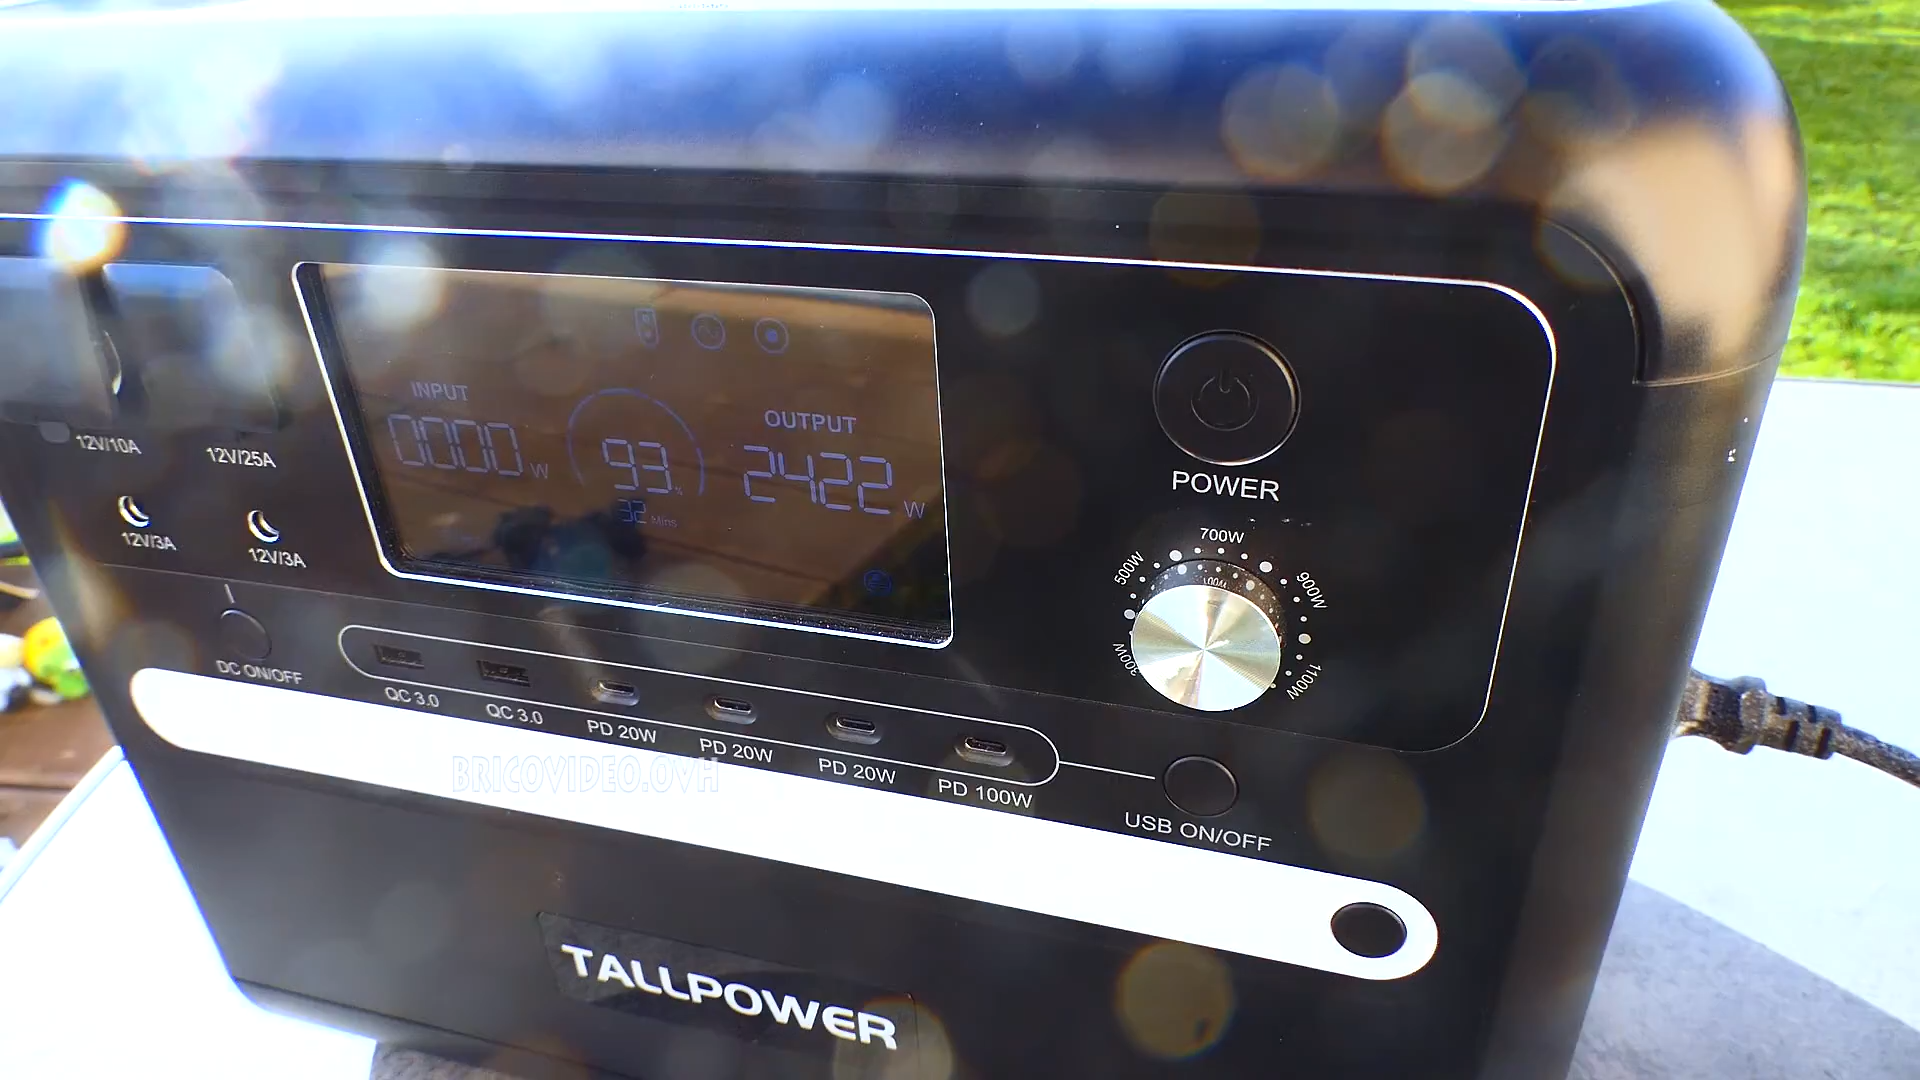 INPUT
0000 W
93 %
32 Mins
OUTPUT
2422 W
POWER
12V/10A
12V/25A
12V/3A
12V/3A
500W
700W
900W
1100W
DC ON/OFF
QC 3.0
QC 3.0
PD 20W
PD 20W
PD 20W
PD 100W
USB ON/OFF
BRICOVIDEO.OVH
TALLPOWER